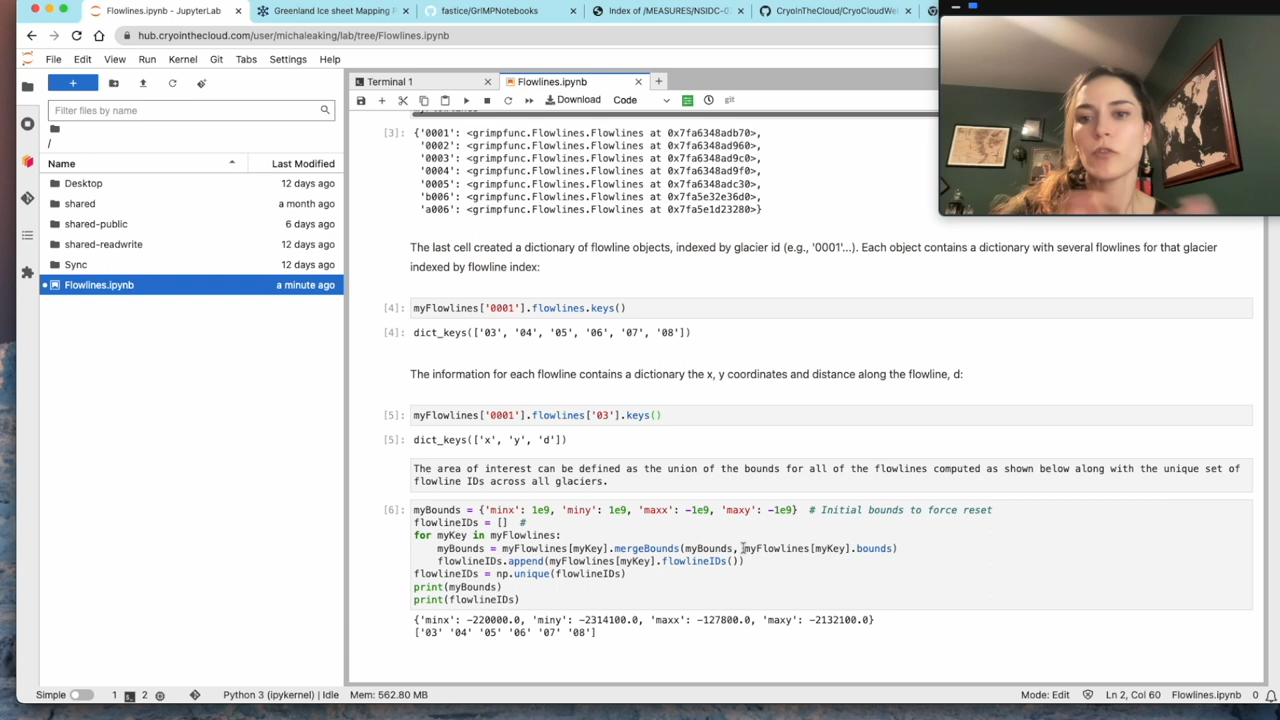 Flowlines.ipynb - JupyterLab
Greenland Ice sheet Mapping P
fastice/GrIMPNotebooks
Index of /MEASURES/NSIDC-0
CryoInTheCloud/CryoCloudWe
hub.cryointhecloud.com/user/michaleaking/lab/tree/Flowlines.ipynb
File Edit View Run Kernel Git Tabs Settings Help
Terminal 1
Flowlines.ipynb
Filter files by name
Download
Code
git
/
Name
Last Modified
Desktop 12 days ago
shared a month ago
shared-public 6 days ago
shared-readwrite 12 days ago
Sync 12 days ago
Flowlines.ipynb a minute ago
[3]: {'0001': <grimpfunc.Flowlines.Flowlines at 0x7fa6348adb70>,
'0002': <grimpfunc.Flowlines.Flowlines at 0x7fa6348ad960>,
'0003': <grimpfunc.Flowlines.Flowlines at 0x7fa6348ad9c0>,
'0004': <grimpfunc.Flowlines.Flowlines at 0x7fa6348ad9f0>,
'0005': <grimpfunc.Flowlines.Flowlines at 0x7fa6348adc30>,
'b006': <grimpfunc.Flowlines.Flowlines at 0x7fa5e32e36d0>,
'a006': <grimpfunc.Flowlines.Flowlines at 0x7fa5e1d23280>}
The last cell created a dictionary of flowline objects, indexed by glacier id (e.g., '0001'...). Each object contains a dictionary with several flowlines for that glacier
indexed by flowline index:
[4]: myFlowlines['0001'].flowlines.keys()
[4]: dict_keys(['03', '04', '05', '06', '07', '08'])
The information for each flowline contains a dictionary the x, y coordinates and distance along the flowline, d:
[5]: myFlowlines['0001'].flowlines['03'].keys()
[5]: dict_keys(['x', 'y', 'd'])
The area of interest can be defined as the union of the bounds for all of the flowlines computed as shown below along with the unique set of
flowline IDs across all glaciers.
[6]: myBounds = {'minx': 1e9, 'miny': 1e9, 'maxx': -1e9, 'maxy': -1e9} # Initial bounds to force reset
flowlineIDs = [] #
for myKey in myFlowlines:
myBounds = myFlowlines[myKey].mergeBounds(myBounds, myFlowlines[myKey].bounds)
flowlineIDs.append(myFlowlines[myKey].flowlineIDs())
flowlineIDs = np.unique(flowlineIDs)
print(myBounds)
print(flowlineIDs)
{'minx': -220000.0, 'miny': -2314100.0, 'maxx': -127800.0, 'maxy': -2132100.0}
['03' '04' '05' '06' '07' '08']
Simple 1 2 Python 3 (ipykernel) | Idle Mem: 562.80 MB Mode: Edit Ln 2, Col 60 Flowlines.ipynb 0